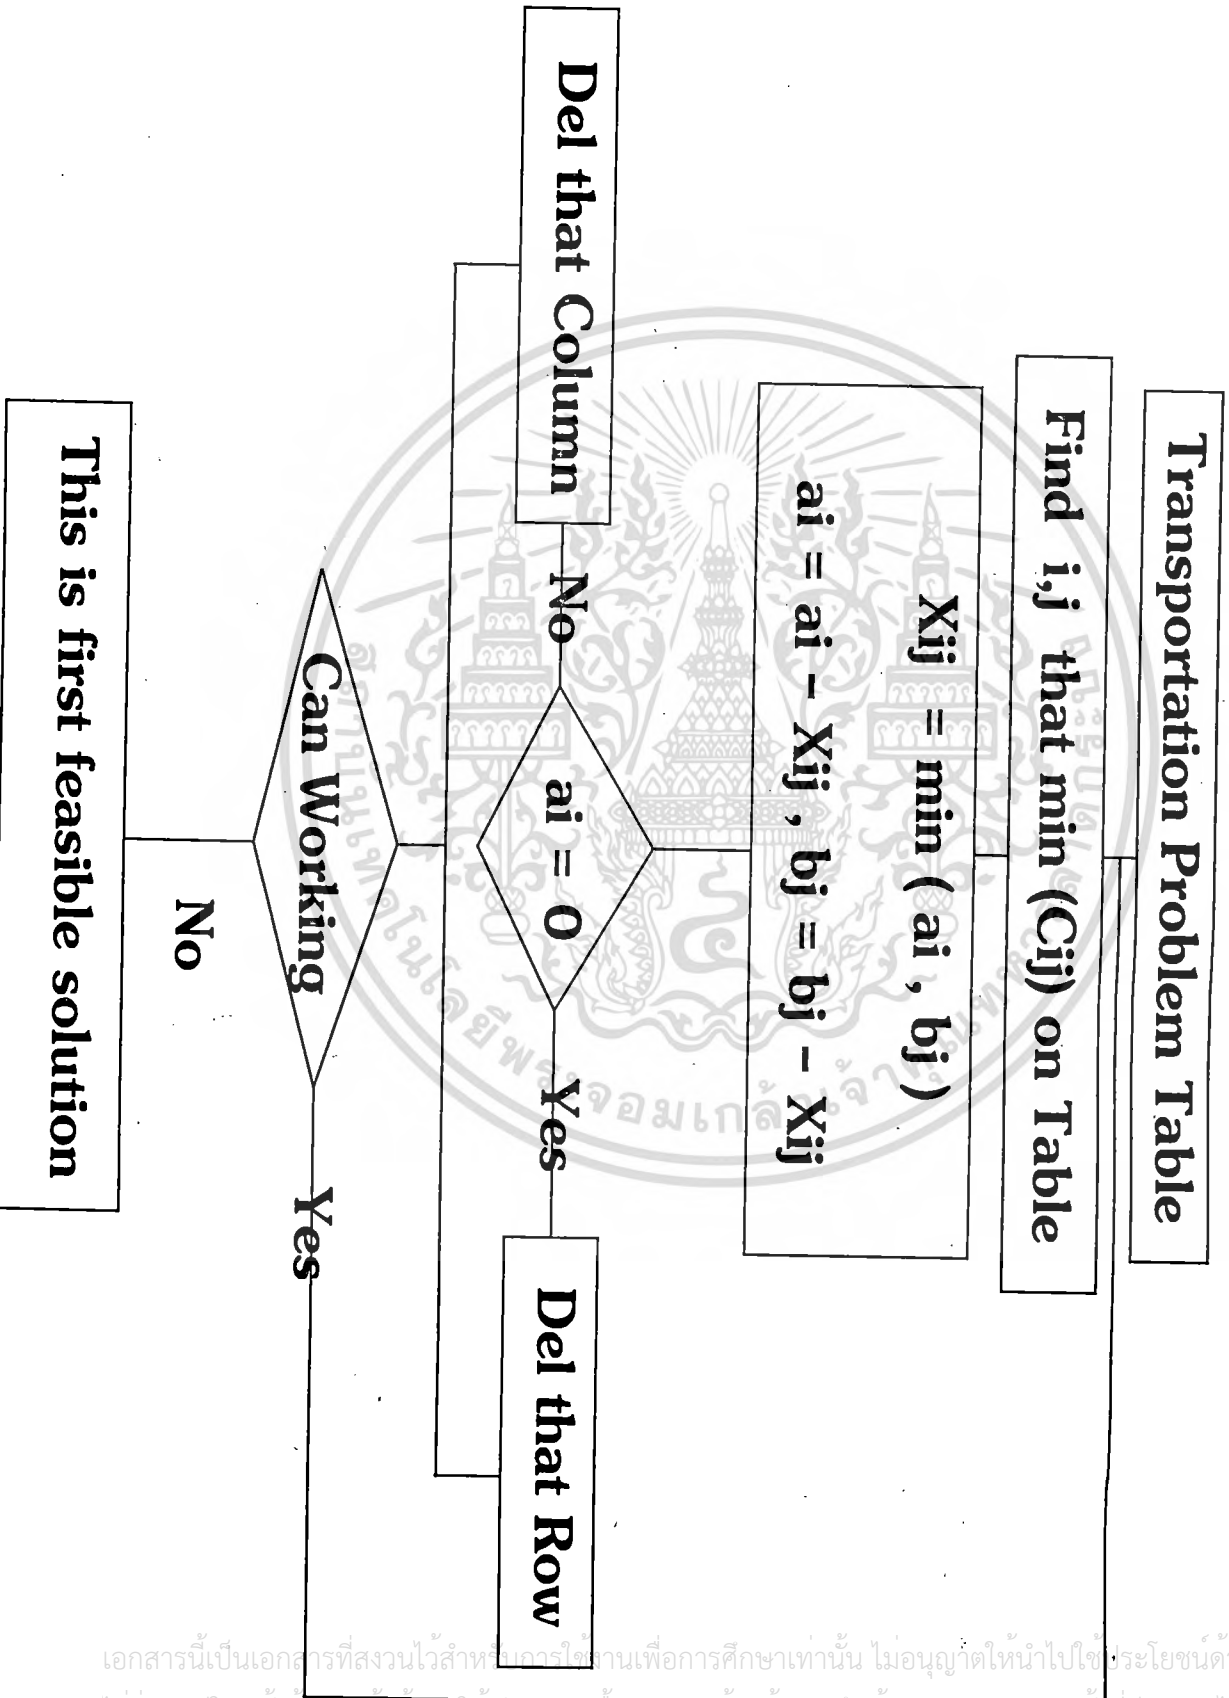 Transportation Problem Table
Find i,j that min (Cij) on Table
Xij = min ( ai , bj )
ai = ai - Xij , bj = bj - Xij
ai = 0
No
Yes
Del that Column
Del that Row
Can Working
Yes
No
This is first feasible solution
เอกสารนี้เป็นเอกสารที่สงวนไว้สำหรับการใช้งานเพื่อการศึกษาเท่านั้น ไม่อนุญาตให้นำไปใช้ประโยชน์ด้